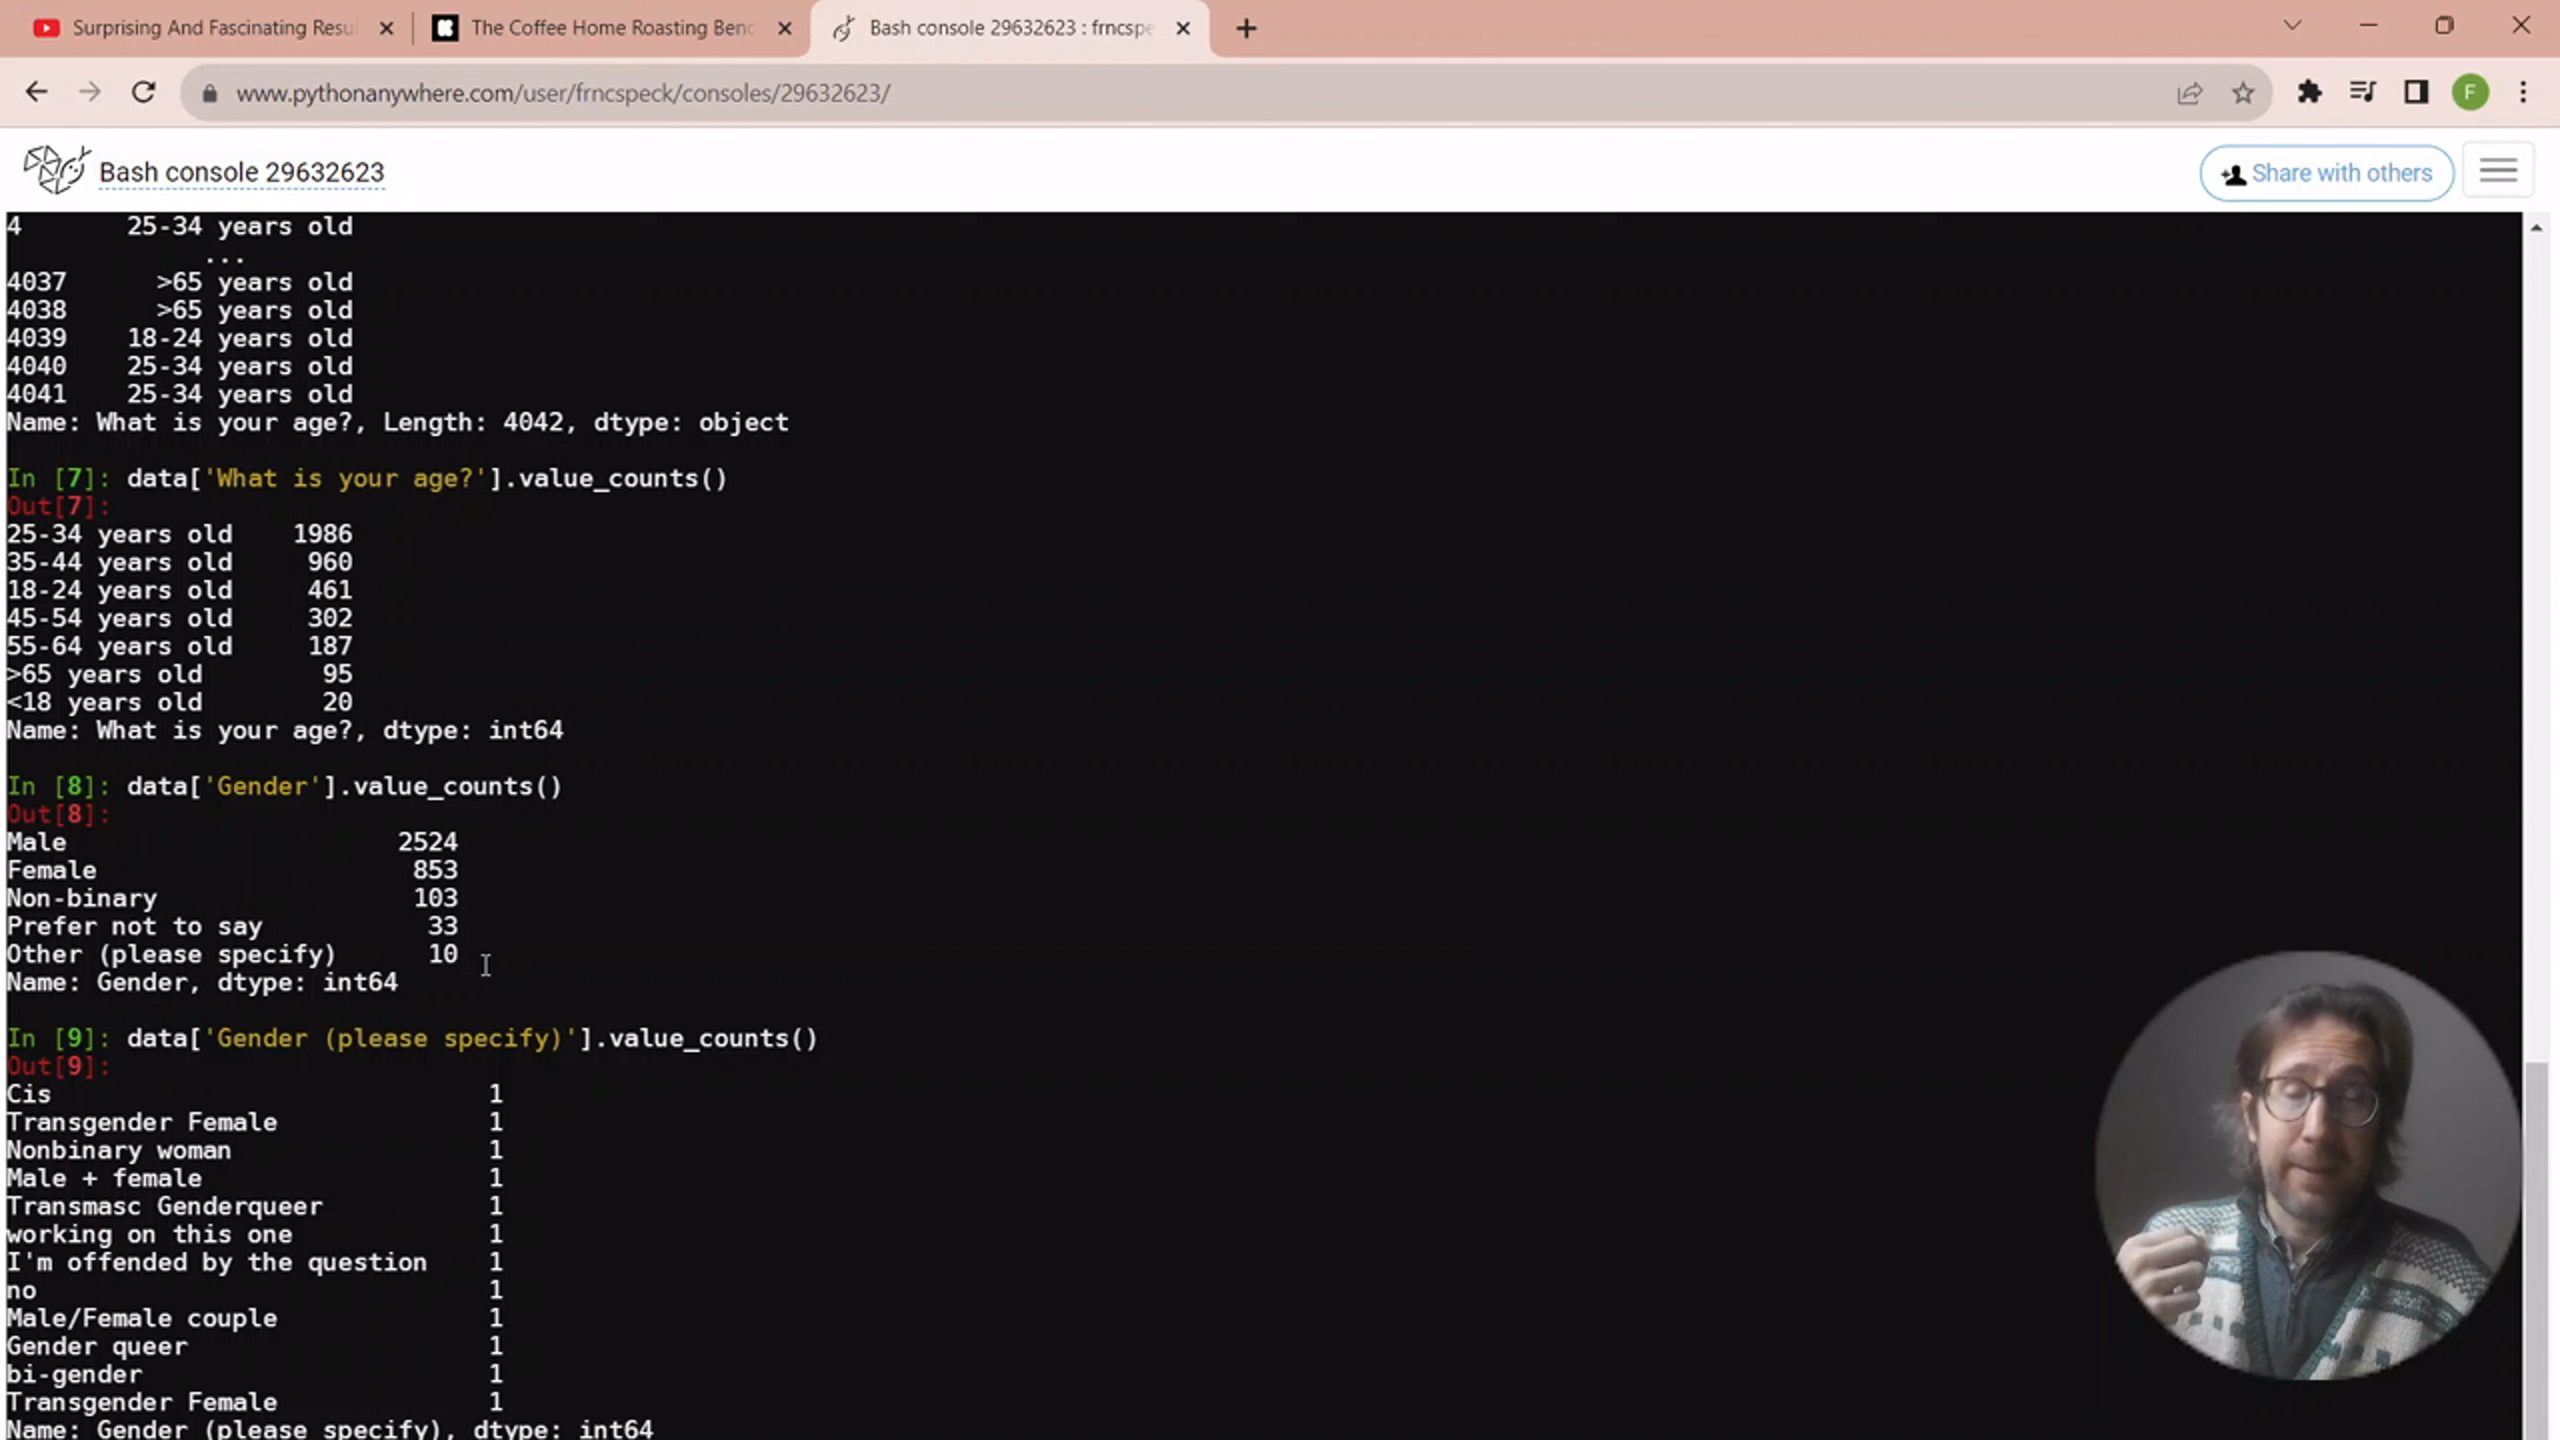 Surprising And Fascinating Resu
The Coffee Home Roasting Benc
Bash console 29632623 : frncspe
www.pythonanywhere.com/user/frncspeck/consoles/29632623/
F
Bash console 29632623
Share with others
4 25-34 years old
...
4037 >65 years old
4038 >65 years old
4039 18-24 years old
4040 25-34 years old
4041 25-34 years old
Name: What is your age?, Length: 4042, dtype: object
In [7]: data['What is your age?'].value_counts()
Out[7]:
25-34 years old 1986
35-44 years old 960
18-24 years old 461
45-54 years old 302
55-64 years old 187
>65 years old 95
<18 years old 20
Name: What is your age?, dtype: int64
In [8]: data['Gender'].value_counts()
Out[8]:
Male 2524
Female 853
Non-binary 103
Prefer not to say 33
Other (please specify) 10
Name: Gender, dtype: int64
In [9]: data['Gender (please specify)'].value_counts()
Out[9]:
Cis 1
Transgender Female 1
Nonbinary woman 1
Male + female 1
Transmasc Genderqueer 1
working on this one 1
I'm offended by the question 1
no 1
Male/Female couple 1
Gender queer 1
bi-gender 1
Transgender Female 1
Name: Gender (please specify), dtype: int64